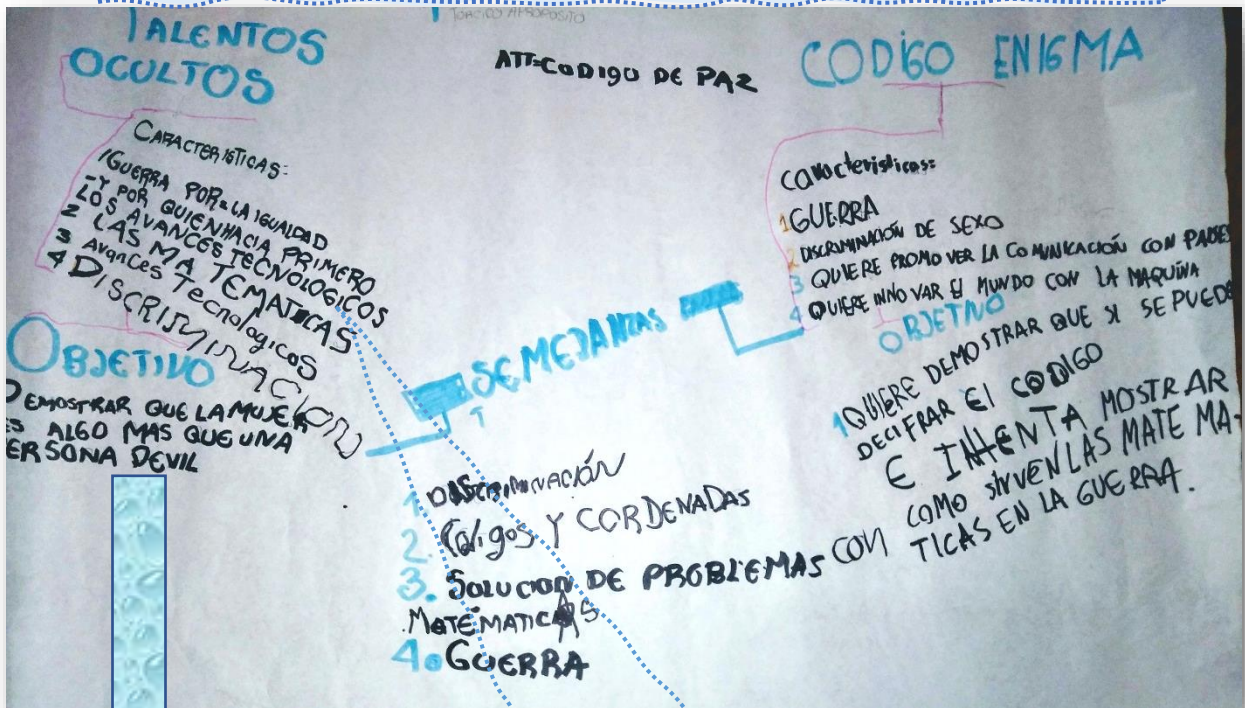 TORCIDO APROPOSITO
ATT=CODIGO DE PAZ
TALENTOS
OCULTOS
CARACTERISTICAS:
1GUERRA POR=LA IGUALDAD
-Y POR QUIEN HACIA PRIMERO
LOS AVANCES TECNOLOGICOS
2 LAS MATEMATICAS
3 Avances Tecnologicos
4 DISCRIMINACION
OBJETIVO
DEMOSTRAR QUE LA MUJER
ES ALGO MAS QUE UNA
PERSONA DEVIL
SEMEJANZAS
1. DISCRIMINACIÓN
2. Codigos Y CORDENADAS
3. SOLUCION DE PROBLEMAS CON
MATEMATICAS
4. GUERRA
CODIGO ENIGMA
Caracteristicas:
1GUERRA
2 DISCRIMINACIÓN DE SEXO
3 QUIERE PROMOVER LA COMUNICACIÓN CON PAISES
4 QUIERE INNOVAR EL MUNDO CON LA MAQUINA
OBJETIVO
1QUIERE DEMOSTRAR QUE SI SE PUEDE
DECIFRAR El CODIGO
E INTENTA MOSTRAR
COMO SIRVEN LAS MATEMA-
TICAS EN LA GUERRA.